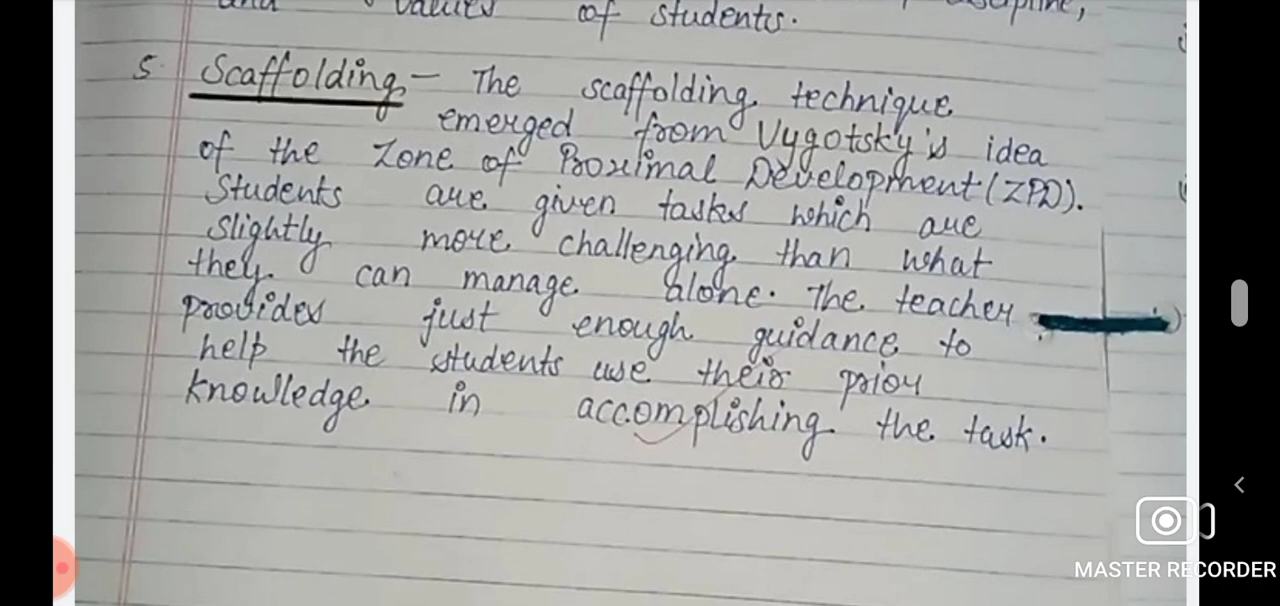 values
of students.
5. Scaffolding - The scaffolding technique
emerged from Vygotsky's idea
of the Zone of Proximal Development (ZPD).
Students are given tasks which are
slightly more challenging than what
they can manage alone. The teacher
provides just enough guidance to
help the students use their prior
knowledge in accomplishing the task.
MASTER RECORDER